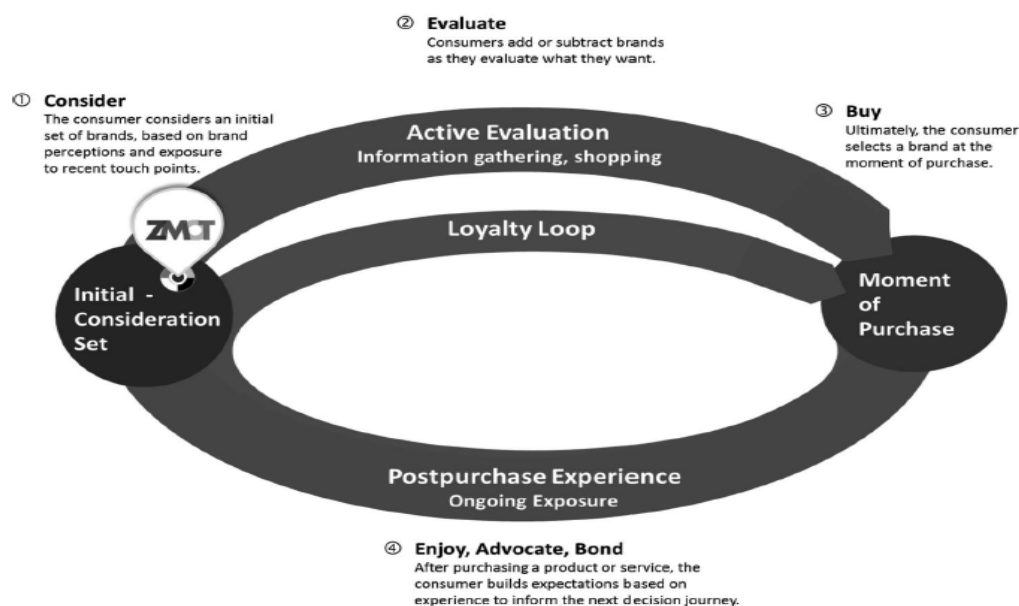 ② Evaluate
Consumers add or subtract brands
as they evaluate what they want.
① Consider
The consumer considers an initial
set of brands, based on brand
perceptions and exposure
to recent touch points.
③ Buy
Ultimately, the consumer
selects a brand at the
moment of purchase.
Active Evaluation
Information gathering, shopping
ZMOT
Loyalty Loop
Initial -
Consideration
Set
Moment
of
Purchase
Postpurchase Experience
Ongoing Exposure
④ Enjoy, Advocate, Bond
After purchasing a product or service, the
consumer builds expectations based on
experience to inform the next decision journey.